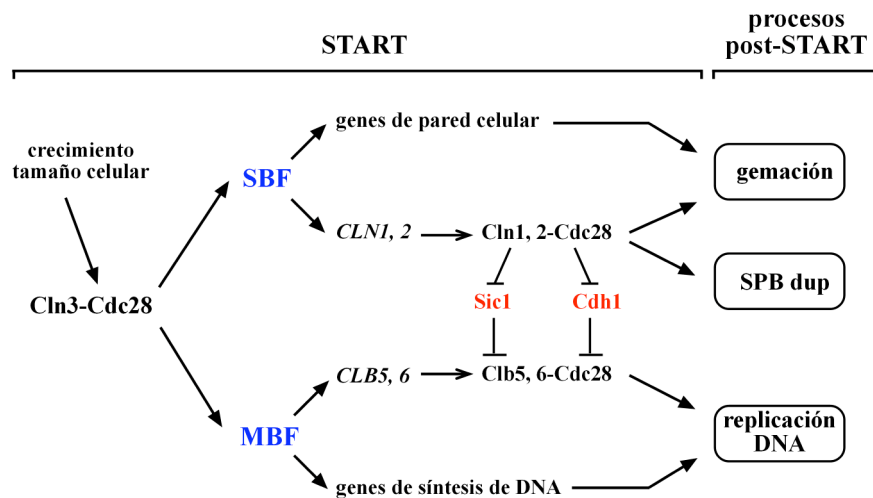 START
procesos
post-START
crecimiento
tamaño celular
Cln3-Cdc28
SBF
MBF
genes de pared celular
CLN1, 2
Cln1, 2-Cdc28
Sic1
Cdh1
CLB5, 6
Clb5, 6-Cdc28
genes de síntesis de DNA
gemación
SPB dup
replicación
DNA